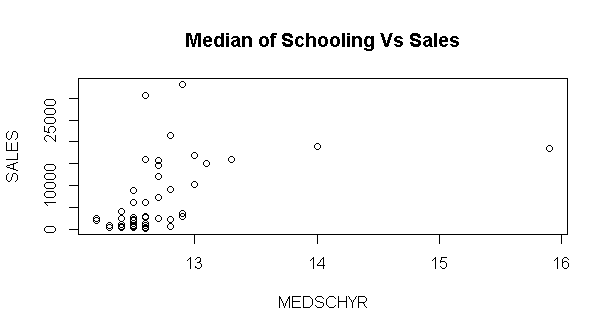 Median of Schooling Vs Sales
SALES
25000
10000
0
13
14
15
16
MEDSCHYR